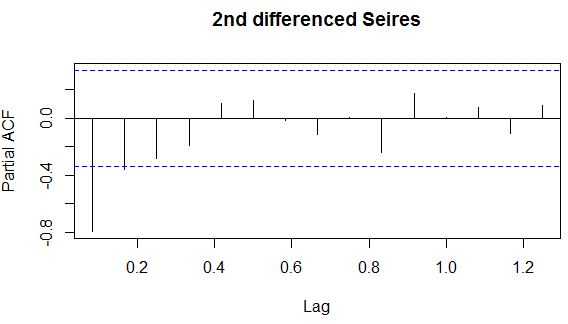 2nd differenced Seires
Partial ACF
0.0
-0.4
-0.8
0.2 0.4 0.6 0.8 1.0 1.2
Lag